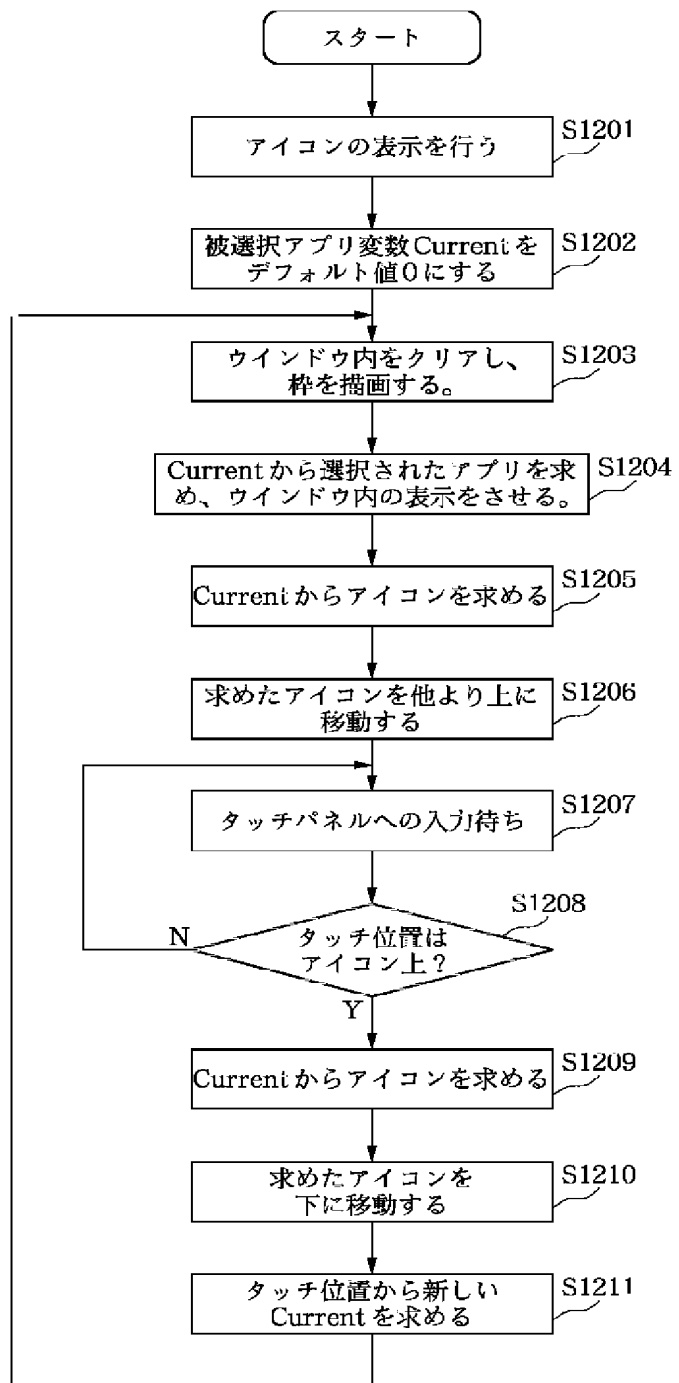 スタート
アイコンの表示を行う
S1201
被選択アプリ変数Currentを
デフォルト値0にする
S1202
ウインドウ内をクリアし、
枠を描画する。
S1203
Currentから選択されたアプリを求
め、ウインドウ内の表示をさせる。
S1204
Currentからアイコンを求める
S1205
求めたアイコンを他より上に
移動する
S1206
タッチパネルへの入力待ち
S1207
タッチ位置は
アイコン上?
S1208
N
Y
Currentからアイコンを求める
S1209
求めたアイコンを
下に移動する
S1210
タッチ位置から新しい
Currentを求める
S1211